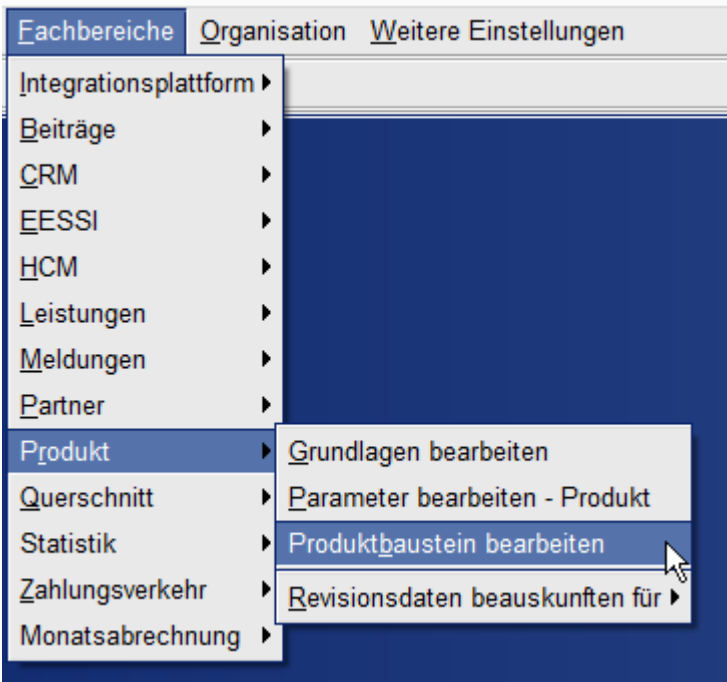 Fachbereiche Organisation Weitere Einstellungen
Integrationsplattform
Beiträge
CRM
EESSI
HCM
Leistungen
Meldungen
Partner
Produkt
Querschnitt
Statistik
Zahlungsverkehr
Monatsabrechnung
Grundlagen bearbeiten
Parameter bearbeiten - Produkt
Produktbaustein bearbeiten
Revisionsdaten beauskunften für